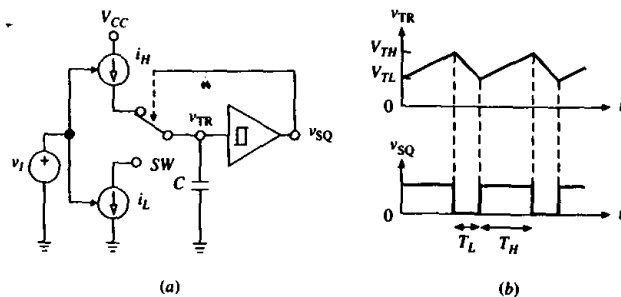 V_CC
i_H
v_I
SW
i_L
v_TR
C
v_SQ
(a)
v_TR
V_TH
V_TL
0
t
v_SQ
0
t
T_L
T_H
(b)